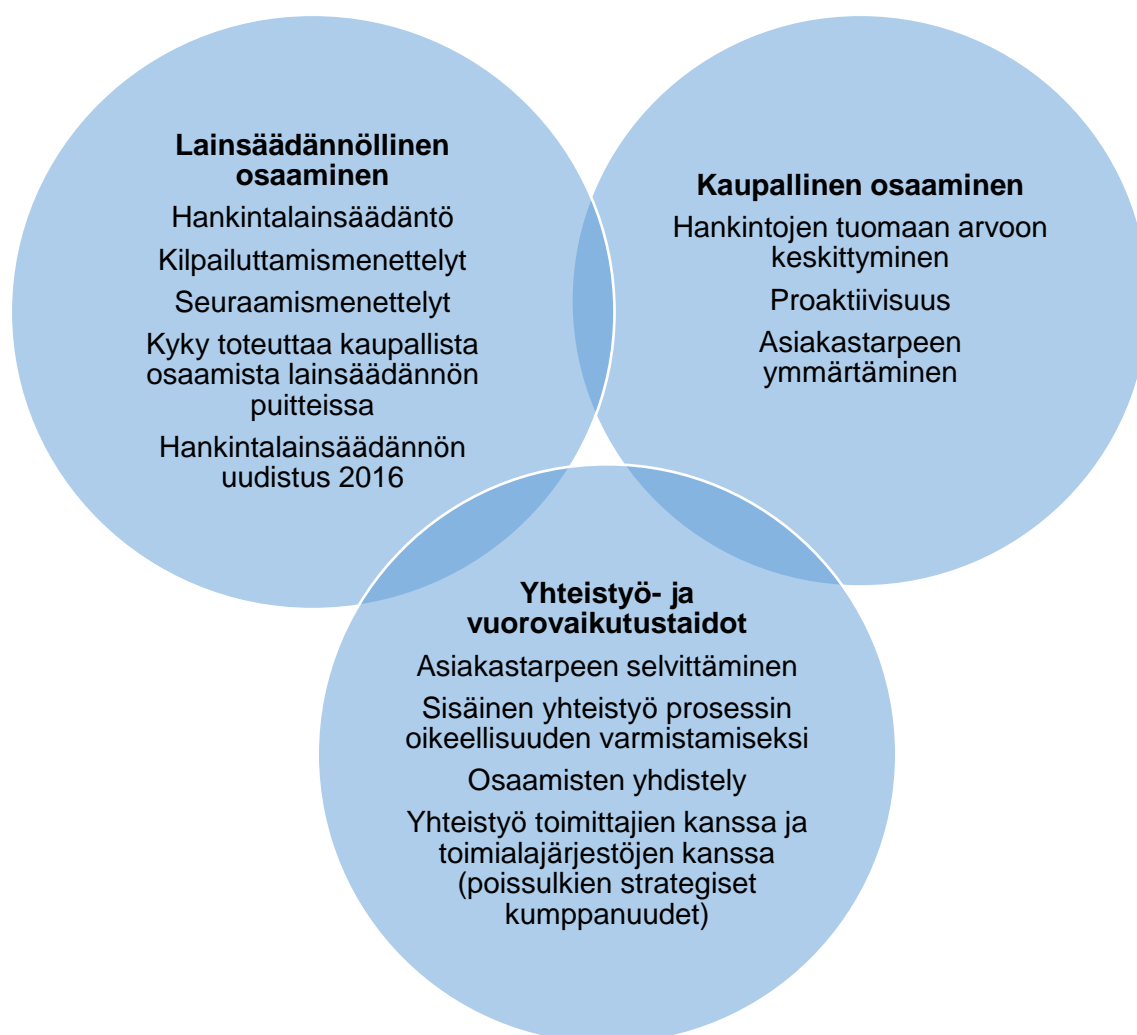 Lainsäädännöllinen
osaaminen
Hankintalainsäädäntö
Kilpailuttamismenettelyt
Seuraamismenettelyt
Kyky toteuttaa kaupallista
osaamista lainsäädännön
puitteissa
Hankintalainsäädännön
uudistus 2016
Kaupallinen osaaminen
Hankintojen tuomaan arvoon
keskittyminen
Proaktiivisuus
Asiakastarpeen
ymmärtäminen
Yhteistyö- ja
vuorovaikutustaidot
Asiakastarpeen selvittäminen
Sisäinen yhteistyö prosessin
oikeellisuuden varmistamiseksi
Osaamisten yhdistely
Yhteistyö toimittajien kanssa ja
toimialajärjestöjen kanssa
(poissulkien strategiset
kumppanuudet)